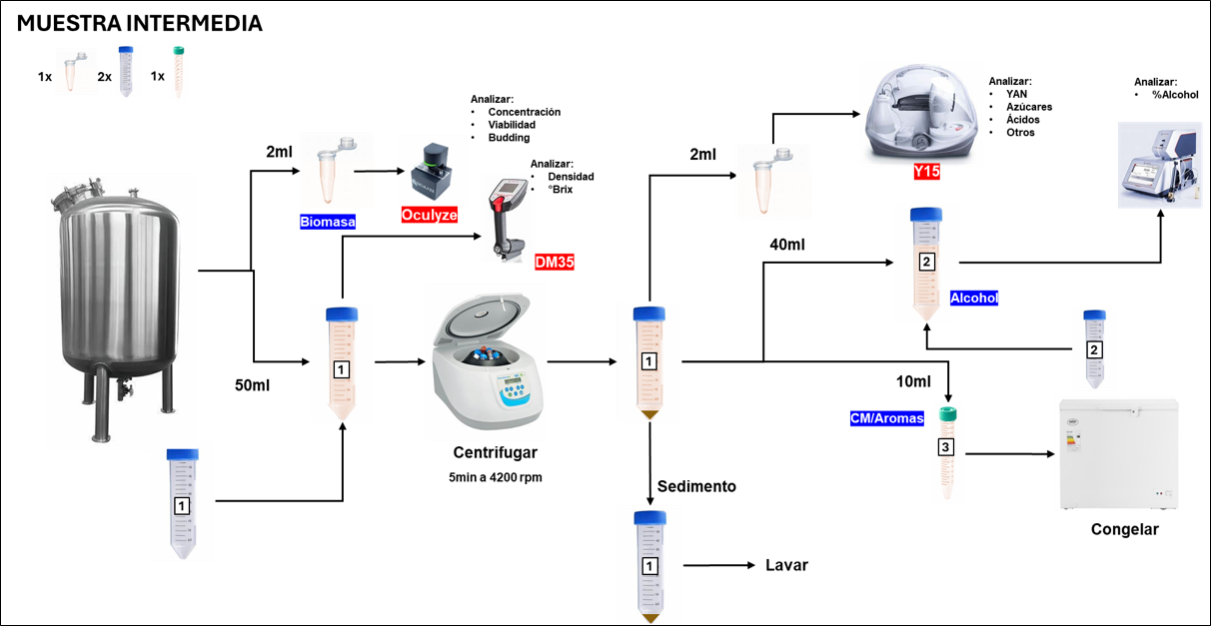 MUESTRA INTERMEDIA
1x
2x
1x
Analizar:
• Concentración
• Viabilidad
• Budding
2ml
Biomasa
Oculyze
Analizar:
• Densidad
• °Brix
DM35
50ml
1
1
Centrifugar
5min a 4200 rpm
1
Sedimento
1
Lavar
2ml
Analizar:
• YAN
• Azúcares
• Ácidos
• Otros
Y15
40ml
2
Alcohol
Analizar:
• %Alcohol
2
10ml
CM/Aromas
3
Congelar